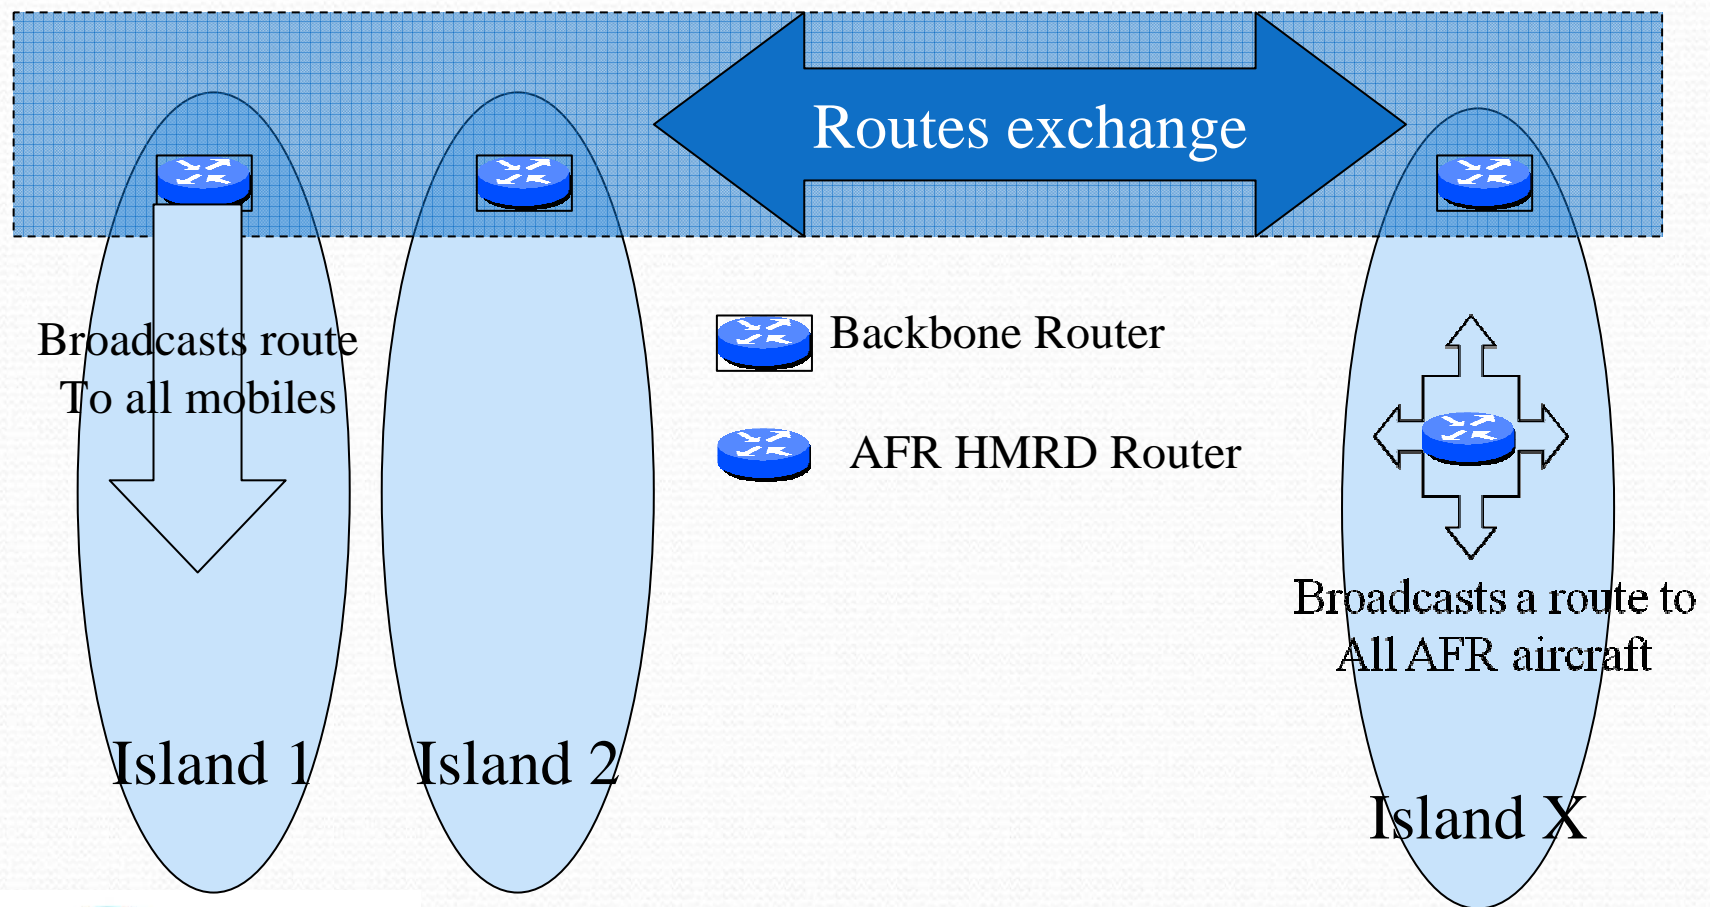 Routes exchange
Broadcasts route
To all mobiles
Backbone Router
AFR HMRD Router
Broadcasts a route to
All AFR aircraft
Island 1
Island 2
Island X